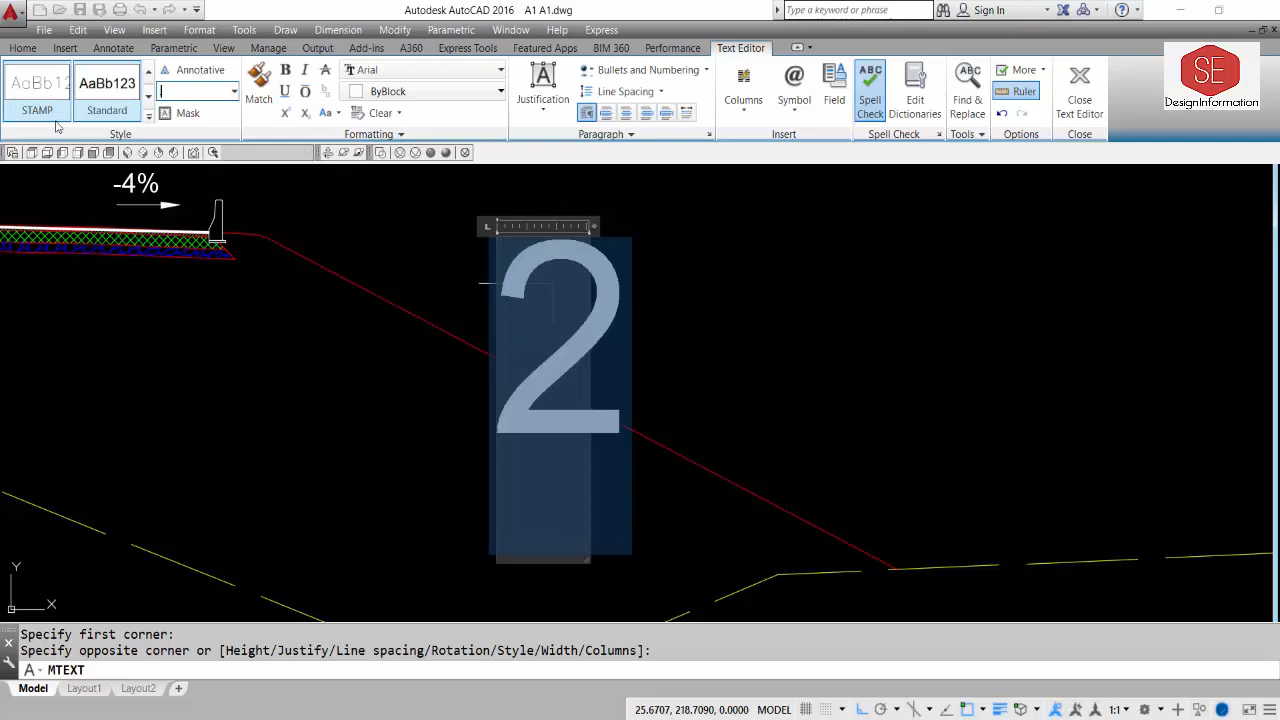 Autodesk AutoCAD 2016 A1 A1.dwg
Type a keyword or phrase
Sign In
File Edit View Insert Format Tools Draw Dimension Modify Parametric Window Help Express
Home Insert Annotate Parametric View Manage Output Add-ins A360 Express Tools Featured Apps BIM 360 Performance Text Editor
AaBb12
STAMP
AaBb123
Standard
Annotative
Mask
Style
Match
B I A
U O
Aa
Clear
Arial
ByBlock
Formatting
Justification
Bullets and Numbering
Line Spacing
Paragraph
Columns
Symbol
Field
Insert
ABC
Spell Check
Edit Dictionaries
Spell Check
ABC
Find & Replace
Tools
More
Ruler
Options
Close Text Editor
Close
SE
DesignInformation
-4%
L
2
Y
X
Specify first corner:
Specify opposite corner or [Height/Justify/Line spacing/Rotation/Style/Width/Columns]:
A- MTEXT
Model Layout1 Layout2 +
25.6707, 218.7090, 0.0000 MODEL 1:1